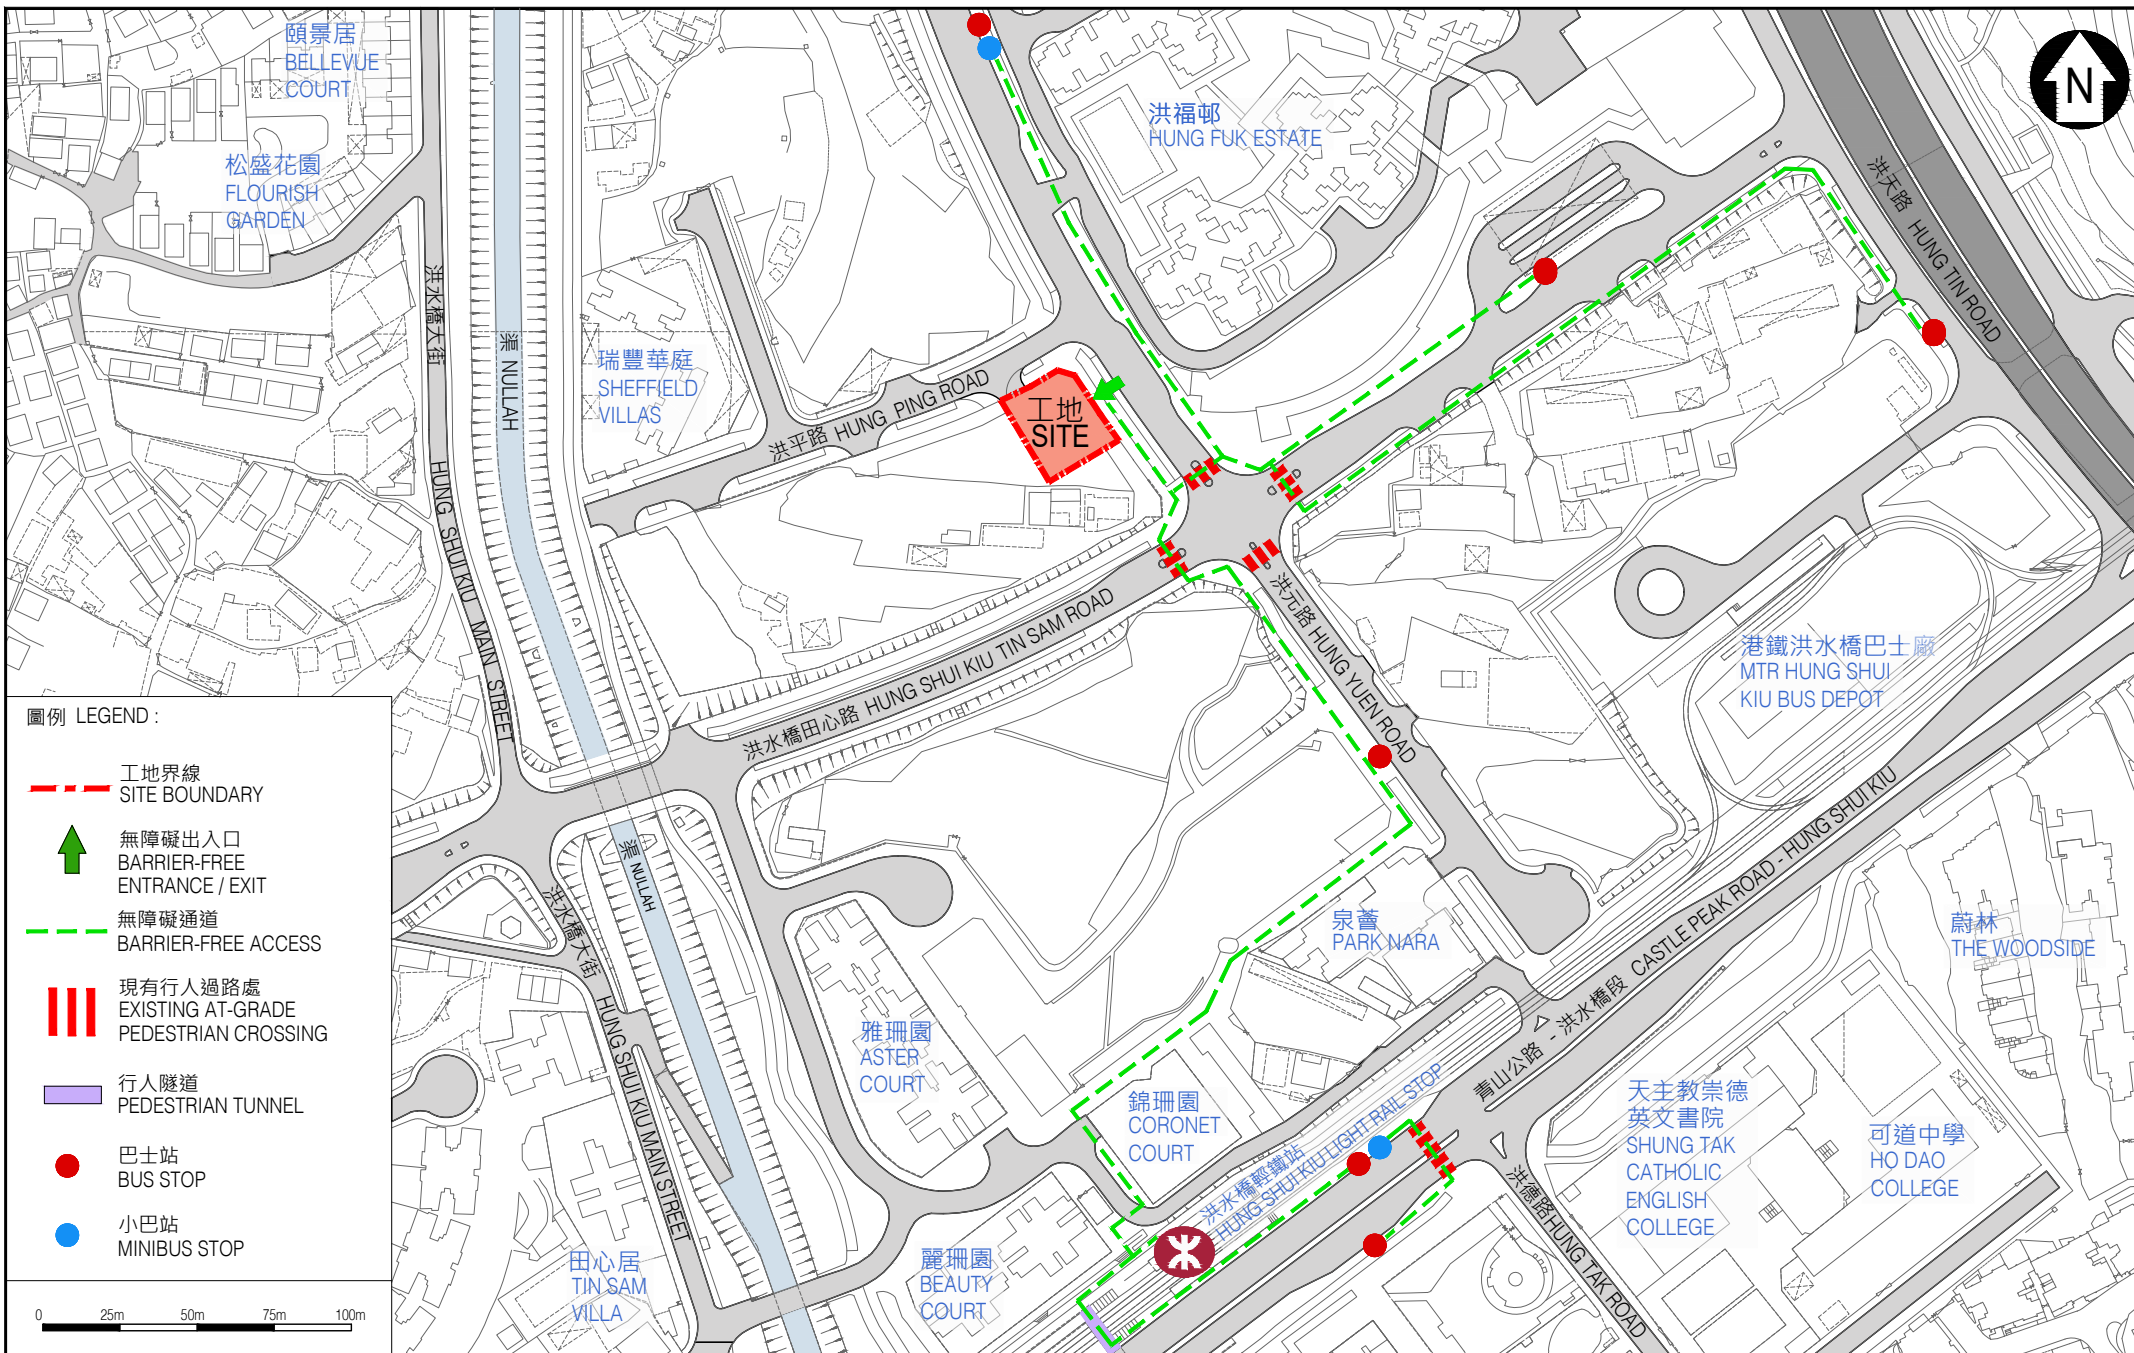 頤景居
BELLEVUE
COURT
松盛花園
FLOURISH
GARDEN
洪福邨
HUNG FUK ESTATE
N
洪天路 HUNG TIN ROAD
洪水橋大街
HUNG SHUI KIU MAIN STREET
渠 NULLAH
瑞豐華庭
SHEFFIELD
VILLAS
洪平路 HUNG PING ROAD
工地
SITE
洪水橋田心路 HUNG SHUI KIU TIN SAM ROAD
洪元路 HUNG YUEN ROAD
港鐵洪水橋巴士廠
MTR HUNG SHUI
KIU BUS DEPOT
渠 NULLAH
洪水橋大街 HUNG SHUI KIU MAIN STREET
泉薈
PARK NARA
青山公路 - 洪水橋段 CASTLE PEAK ROAD - HUNG SHUI KIU
蔚林
THE WOODSIDE
雅珊園
ASTER
COURT
錦珊園
CORONET
COURT
洪水橋輕鐵站
HUNG SHUI KIU LIGHT RAIL STOP
天主教崇德
英文書院
SHUNG TAK
CATHOLIC
ENGLISH
COLLEGE
可道中學
HO DAO
COLLEGE
洪德路 HUNG TAK ROAD
田心居
TIN SAM
VILLA
麗珊園
BEAUTY
COURT
圖例 LEGEND :
工地界線
SITE BOUNDARY
無障礙出入口
BARRIER-FREE
ENTRANCE / EXIT
無障礙通道
BARRIER-FREE ACCESS
現有行人過路處
EXISTING AT-GRADE
PEDESTRIAN CROSSING
行人隧道
PEDESTRIAN TUNNEL
巴士站
BUS STOP
小巴站
MINIBUS STOP
0 25m 50m 75m 100m